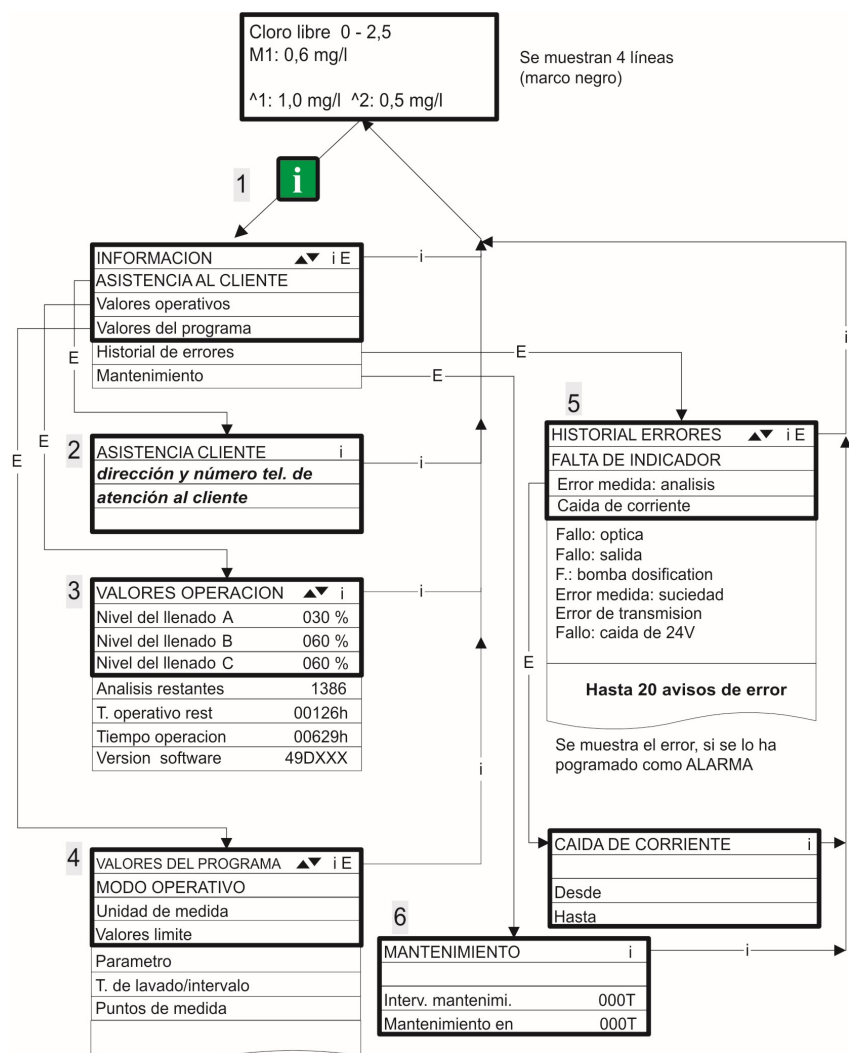 Cloro libre 0 - 2,5
M1: 0,6 mg/l
^1: 1,0 mg/l ^2: 0,5 mg/l
Se muestran 4 líneas
(marco negro)
1
i
INFORMACION ▲▼ i E
ASISTENCIA AL CLIENTE
Valores operativos
Valores del programa
Historial de errores
Mantenimiento
i
E
E
i
E
E
E
2
ASISTENCIA CLIENTE i
dirección y número tel. de
atención al cliente
i
3
VALORES OPERACION ▲▼ i
Nivel del llenado A 030 %
Nivel del llenado B 060 %
Nivel del llenado C 060 %
Analisis restantes 1386
T. operativo rest 00126h
Tiempo operacion 00629h
Version software 49DXXX
i
i
4
VALORES DEL PROGRAMA ▲▼ i E
MODO OPERATIVO
Unidad de medida
Valores limite
Parametro
T. de lavado/intervalo
Puntos de medida
5
HISTORIAL ERRORES ▲▼ i E
FALTA DE INDICADOR
Error medida: analisis
Caida de corriente
Fallo: optica
Fallo: salida
F.: bomba dosification
Error medida: suciedad
Error de transmision
Fallo: caida de 24V
E
Hasta 20 avisos de error
Se muestra el error, si se lo ha
pogramado como ALARMA
CAIDA DE CORRIENTE i
Desde
Hasta
6
MANTENIMIENTO i
Interv. mantenimi. 000T
Mantenimiento en 000T
i